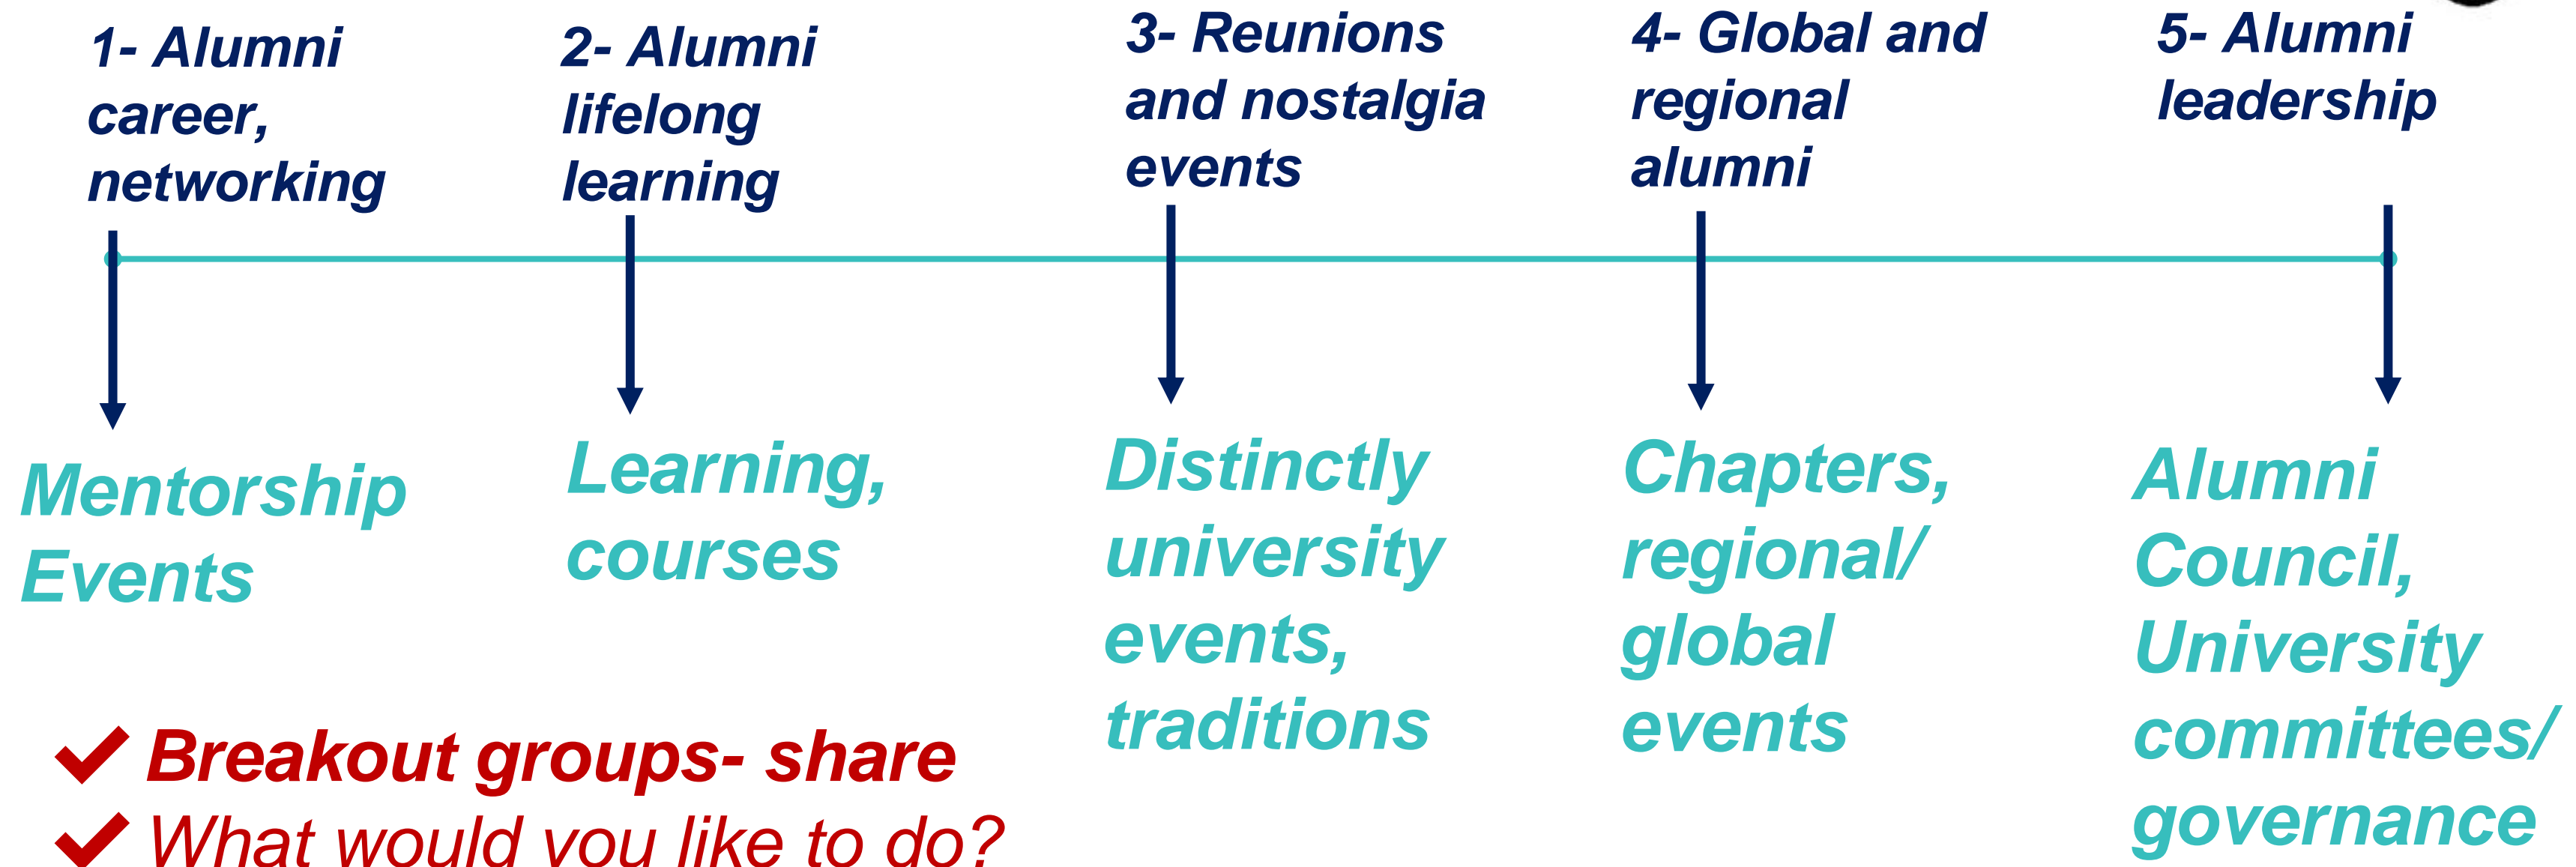 1- Alumni
career,
networking
2- Alumni
lifelong
learning
3- Reunions
and nostalgia
events
4- Global and
regional
alumni
5- Alumni
leadership
Mentorship
Events
Learning,
courses
Distinctly
university
events,
traditions
Chapters,
regional/
global
events
Alumni
Council,
University
committees/
governance
Breakout groups- share
What would you like to do?